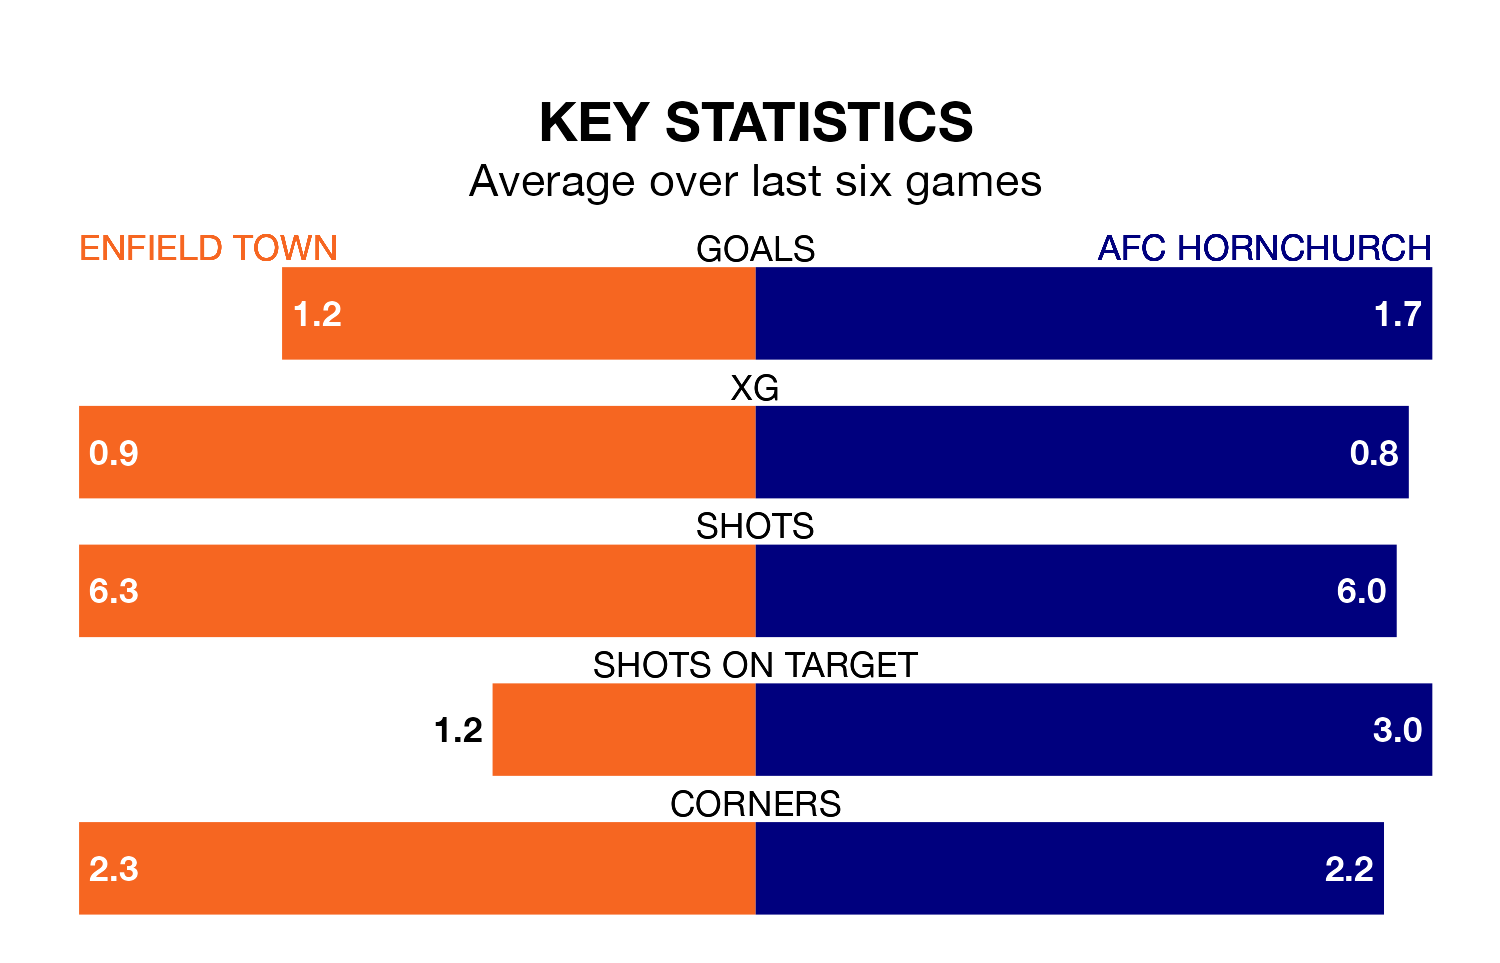 KEY STATISTICS
Average over last six games
ENFIELD TOWN GOALS AFC HORNCHURCH
1.2 1.7
XG
0.9 0.8
SHOTS
6.3 6.0
SHOTS ON TARGET
1.2 3.0
CORNERS
2.3 2.2